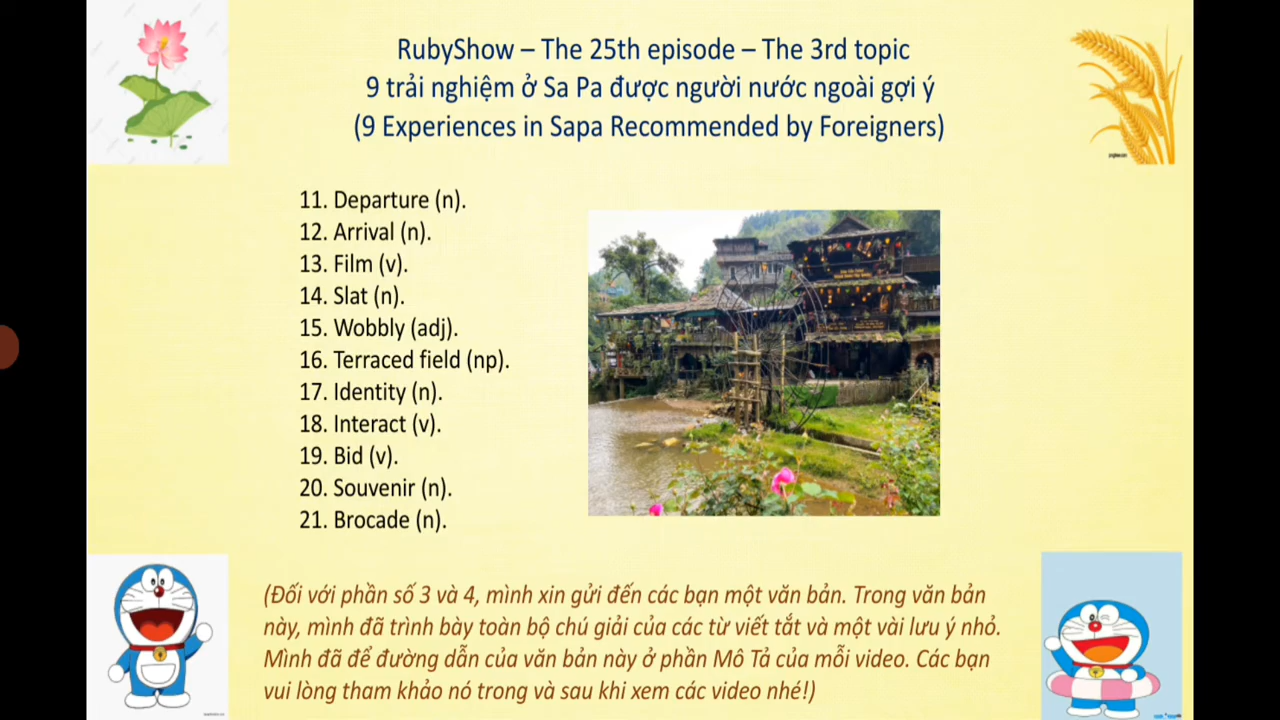 RubyShow – The 25th episode – The 3rd topic
9 trải nghiệm ở Sa Pa được người nước ngoài gợi ý
(9 Experiences in Sapa Recommended by Foreigners)
11. Departure (n).
12. Arrival (n).
13. Film (v).
14. Slat (n).
15. Wobbly (adj).
16. Terraced field (np).
17. Identity (n).
18. Interact (v).
19. Bid (v).
20. Souvenir (n).
21. Brocade (n).
(Đối với phần số 3 và 4, mình xin gửi đến các bạn một văn bản. Trong văn bản
này, mình đã trình bày toàn bộ chú giải của các từ viết tắt và một vài lưu ý nhỏ.
Mình đã để đường dẫn của văn bản này ở phần Mô Tả của mỗi video. Các bạn
vui lòng tham khảo nó trong và sau khi xem các video nhé!)